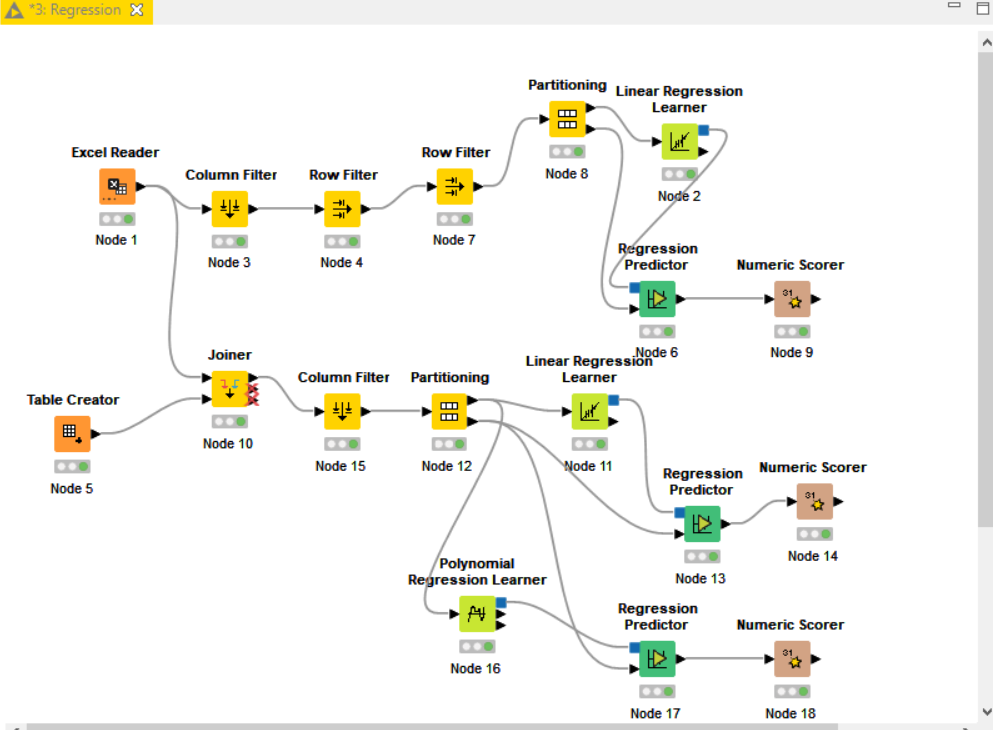 *3: Regression
Partitioning
Linear Regression
Learner
Node 8
Node 2
Excel Reader
Column Filter
Row Filter
Row Filter
Node 1
Node 3
Node 4
Node 7
Regression
Predictor
Numeric Scorer
Node 6
Node 9
Joiner
Column Filter
Partitioning
Linear Regression
Learner
Table Creator
Node 10
Node 15
Node 12
Node 11
Node 5
Regression
Predictor
Numeric Scorer
Node 14
Node 13
Polynomial
Regression Learner
Node 16
Regression
Predictor
Numeric Scorer
Node 17
Node 18